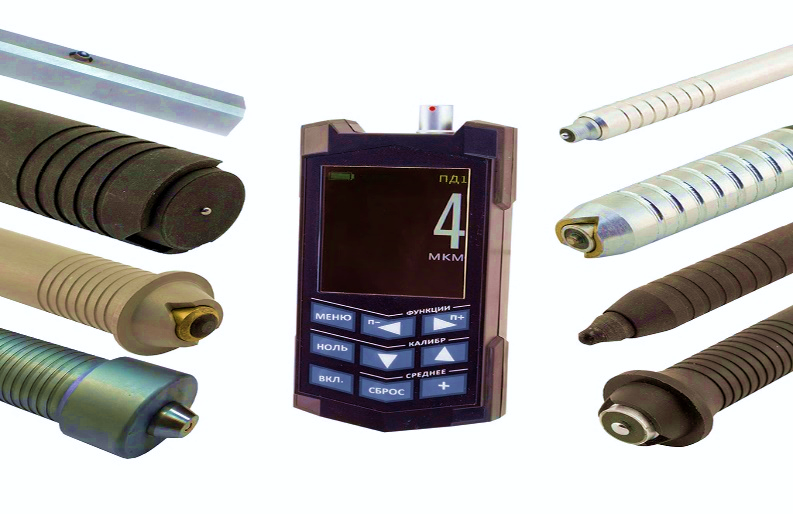 ПД1
4
МКМ
ФУНКЦИИ
МЕНЮ П− П+
КАЛИБР
НОЛЬ
СРЕДНЕЕ
ВКЛ. СБРОС +